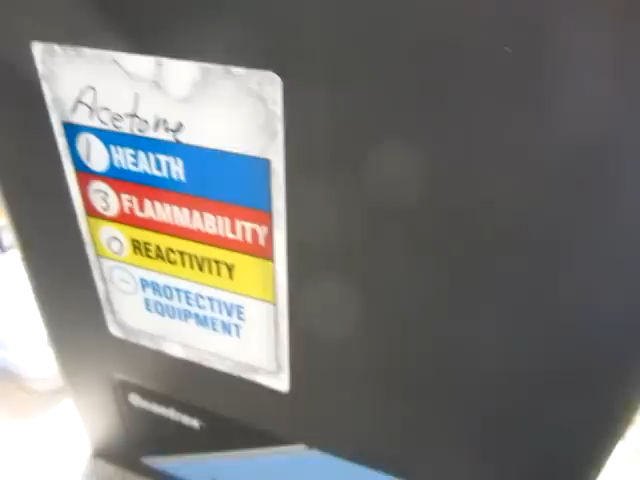 Acetone
1 HEALTH
3 FLAMMABILITY
0 REACTIVITY
- PROTECTIVE
EQUIPMENT